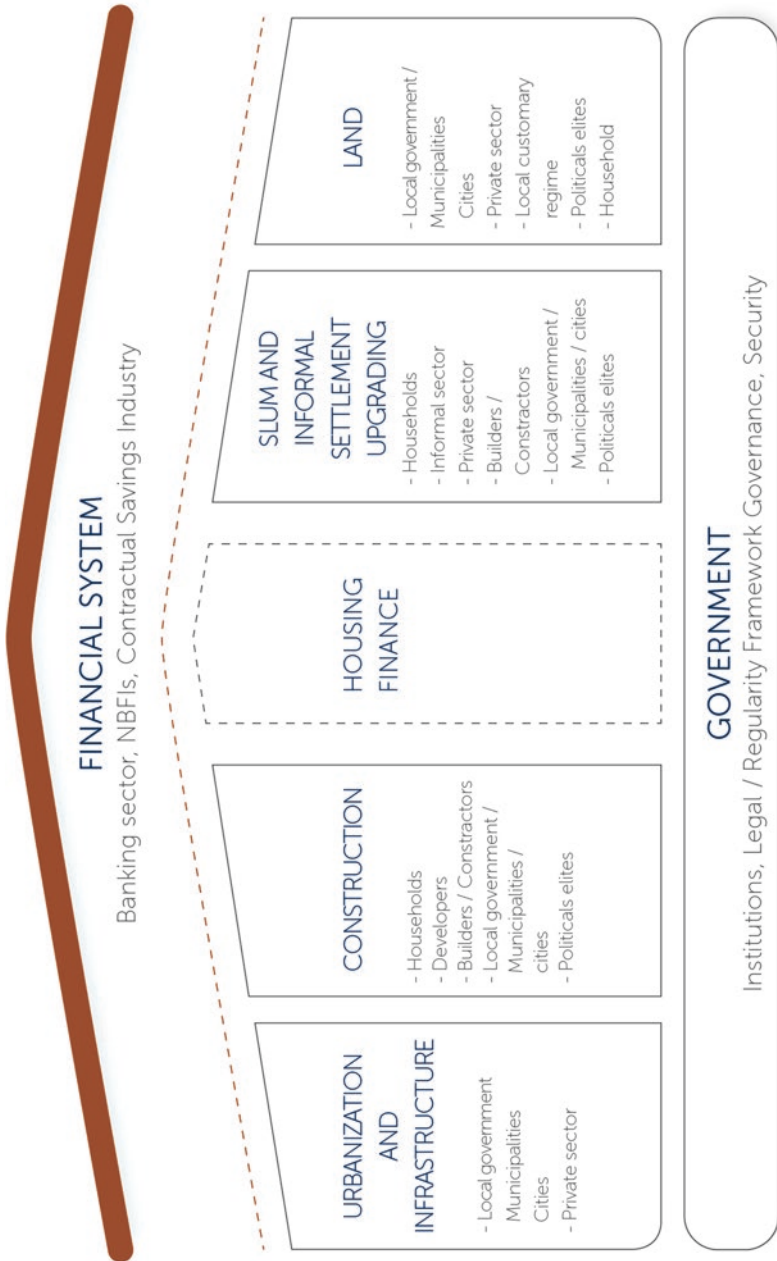 FINANCIAL SYSTEM
Banking sector, NBFIs, Contractual Savings Industry
URBANIZATION
AND
INFRASTRUCTURE
- Local government
Municipalities
Cities
- Private sector
CONSTRUCTION
- Households
- Developers
- Builders / Constractors
- Local government /
Municipalities /
cities
- Politicals elites
HOUSING
FINANCE
SLUM AND
INFORMAL
SETTLEMENT
UPGRADING
- Households
- Informal sector
- Private sector
- Builders /
Constractors
- Local government /
Municipalities / cities
- Politicals elites
LAND
- Local government /
Municipalities
Cities
- Private sector
- Local customary
regime
- Politicals elites
- Household
GOVERNMENT
Institutions, Legal / Regularity Framework Governance, Security